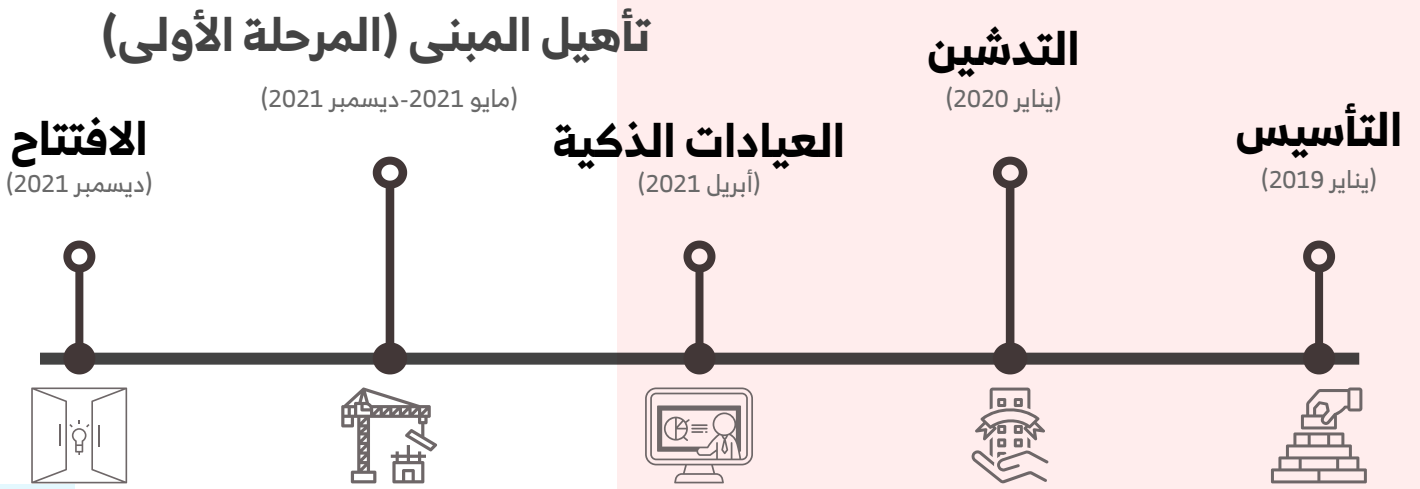 التأسيس
(يناير 2019)
التدشين
(يناير 2020)
العيادات الذكية
(أبريل 2021)
تأهيل المبنى (المرحلة الأولى)
(مايو 2021-ديسمبر 2021)
الافتتاح
(ديسمبر 2021)